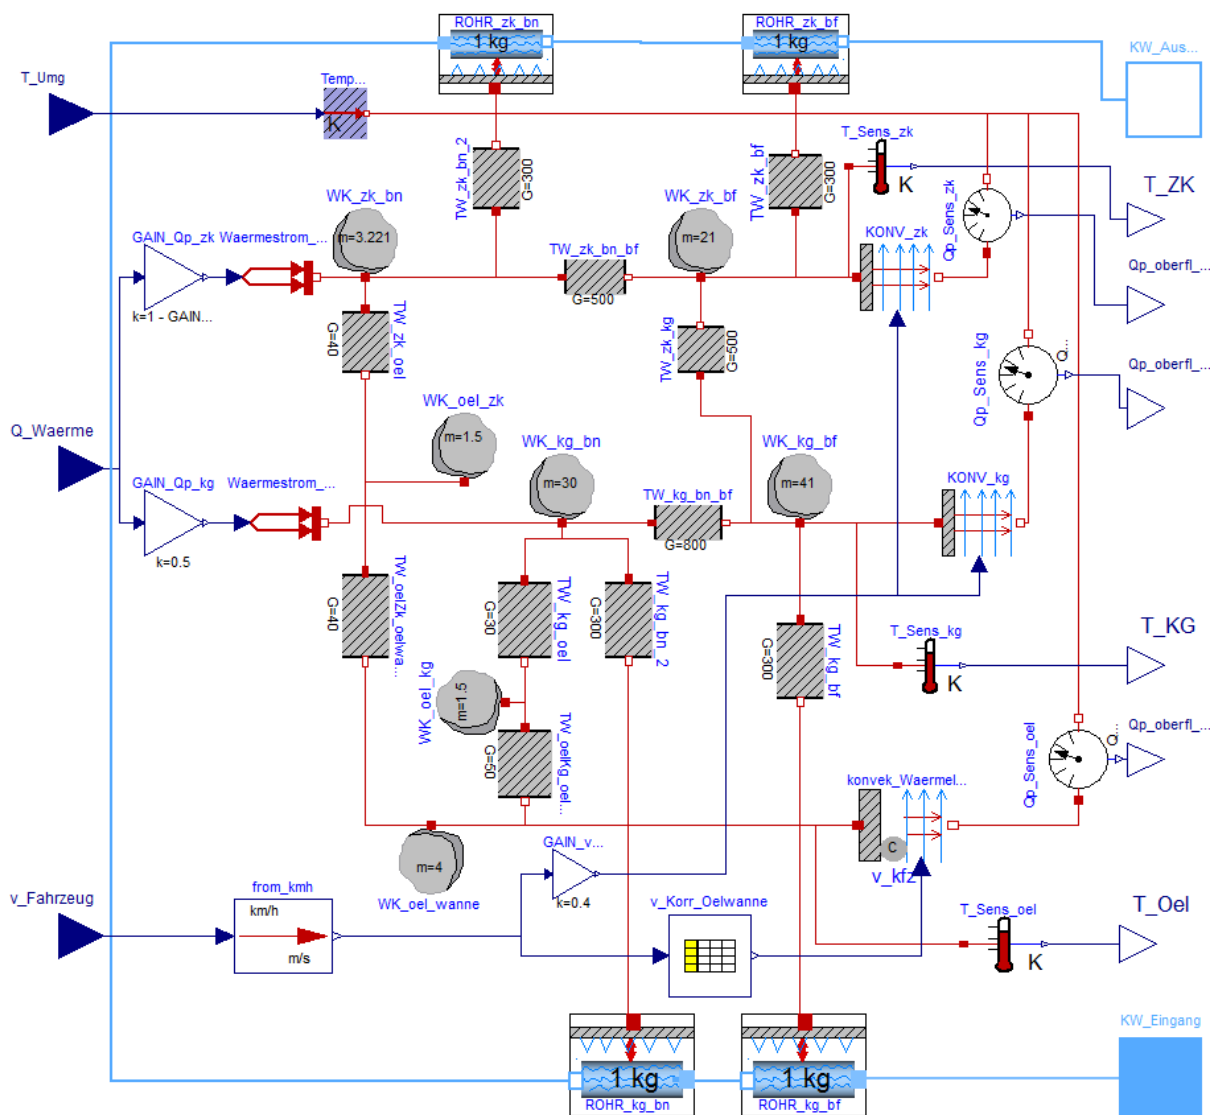 ROHR_zk_bn
1 kg
ROHR_zk_bf
1 kg
KW_Aus...
T_Umg
Temp...
K
TW_zk_bn_2
G=300
TW_zk_bf
G=300
T_Sens_zk
K
T_ZK
WK_zk_bn
m=3.221
WK_zk_bf
m=21
Qp_Sens_zk
GAIN_Qp_zk
Waermestrom_...
k=1 - GAIN...
TW_zk_bn_bf
G=500
KONV_zk
Qp_oberfl_...
G=40
TW_zk_oel
TW_zk_kg
G=500
Qp_Sens_kg
Q...
Qp_oberfl_...
WK_oel_zk
m=1.5
Q_Waerme
WK_kg_bn
m=30
WK_kg_bf
m=41
GAIN_Qp_kg
Waermestrom_...
k=0.5
TW_kg_bn_bf
G=800
KONV_kg
G=40
TW_oelZk_oelwa...
G=30
TW_kg_oel
G=300
TW_kg_bn_2
G=300
TW_kg_bf
T_Sens_kg
K
T_KG
WK_oel_kg
m=1.5
G=50
TW_oelKg_oel...
Qp_Sens_oel
Q...
Qp_oberfl_...
konvek_Waermel...
C
v_kfz
m=4
WK_oel_wanne
GAIN_v...
k=0.4
v_Fahrzeug
from_kmh
km/h
m/s
v_Korr_Oelwanne
T_Sens_oel
K
T_Oel
1 kg
ROHR_kg_bn
1 kg
ROHR_kg_bf
KW_Eingang